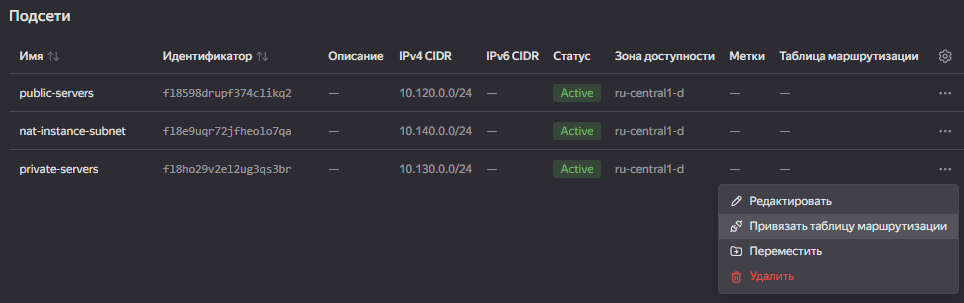 Подсети
Имя Идентификатор Описание IPv4 CIDR IPv6 CIDR Статус Зона доступности Метки Таблица маршрутизации
public-servers fl8598drupf374clikq2 — 10.120.0.0/24 — Active ru-central1-d — —
nat-instance-subnet fl8e9uqr72jfheolo7qa — 10.140.0.0/24 — Active ru-central1-d — —
private-servers fl8ho29v2el2ug3qs3br — 10.130.0.0/24 — Active ru-central1-d — —
Редактировать
Привязать таблицу маршрутизации
Переместить
Удалить